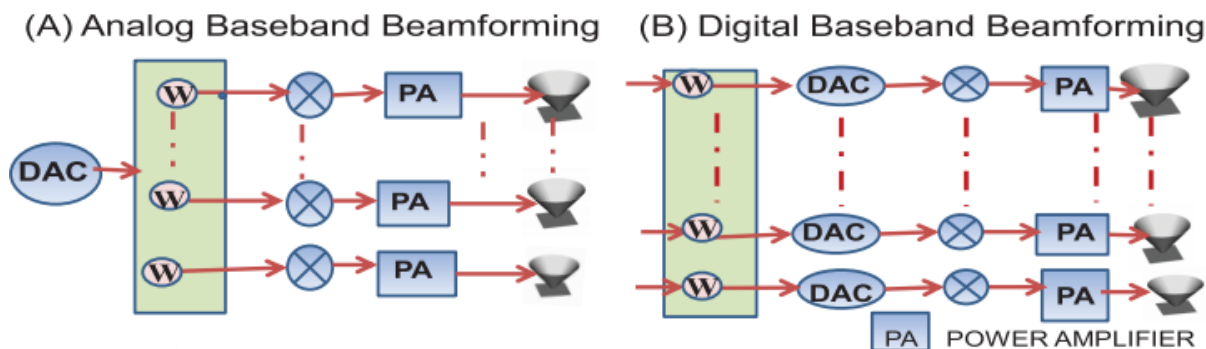 (A) Analog Baseband Beamforming
(B) Digital Baseband Beamforming
W
PA
W
DAC
PA
DAC
W
PA
W
DAC
PA
W
PA
W
DAC
PA
PA POWER AMPLIFIER